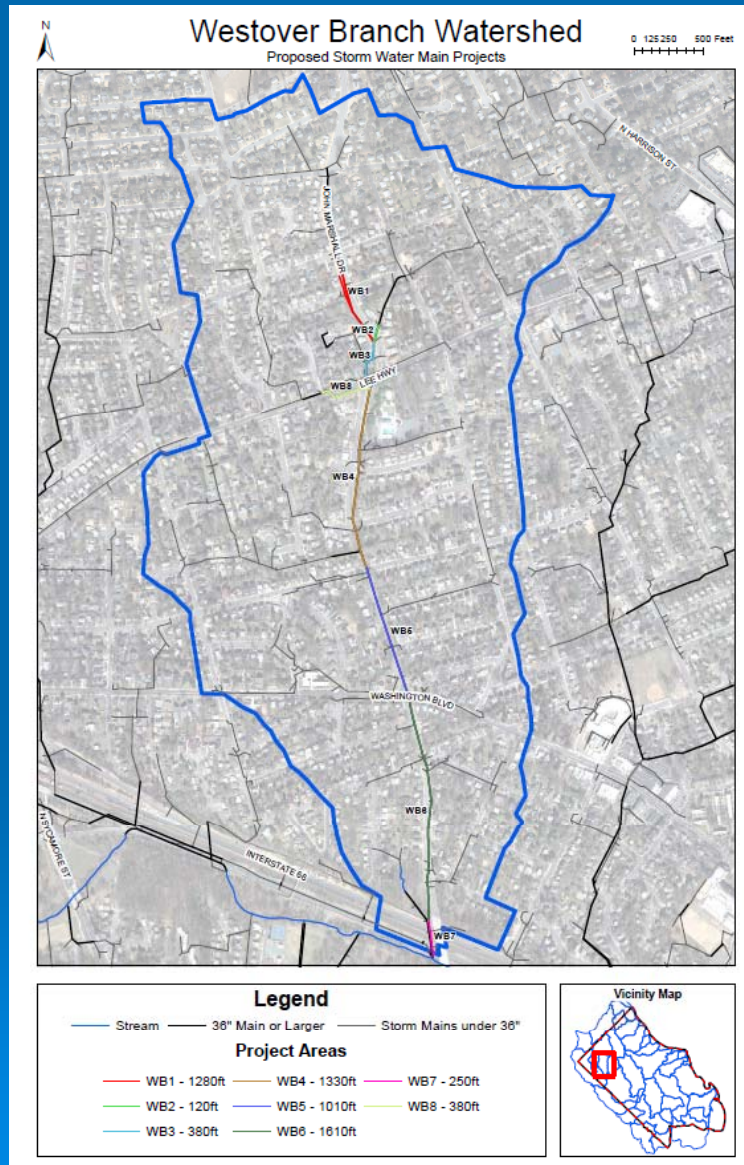 N
Westover Branch Watershed
Proposed Storm Water Main Projects
0 125250 500 Feet
N HARRISON ST
JOHN MARSHALL DR
WB1
WB2
WB3
LEE HWY
WB8
WB4
WB5
WASHINGTON BLVD
WB6
N SYCAMORE ST
INTERSTATE 66
WB7
Legend
Stream 36" Main or Larger Storm Mains under 36"
Project Areas
WB1 - 1280ft WB4 - 1330ft WB7 - 250ft
WB2 - 120ft WB5 - 1010ft WB8 - 380ft
WB3 - 380ft WB6 - 1610ft
Vicinity Map